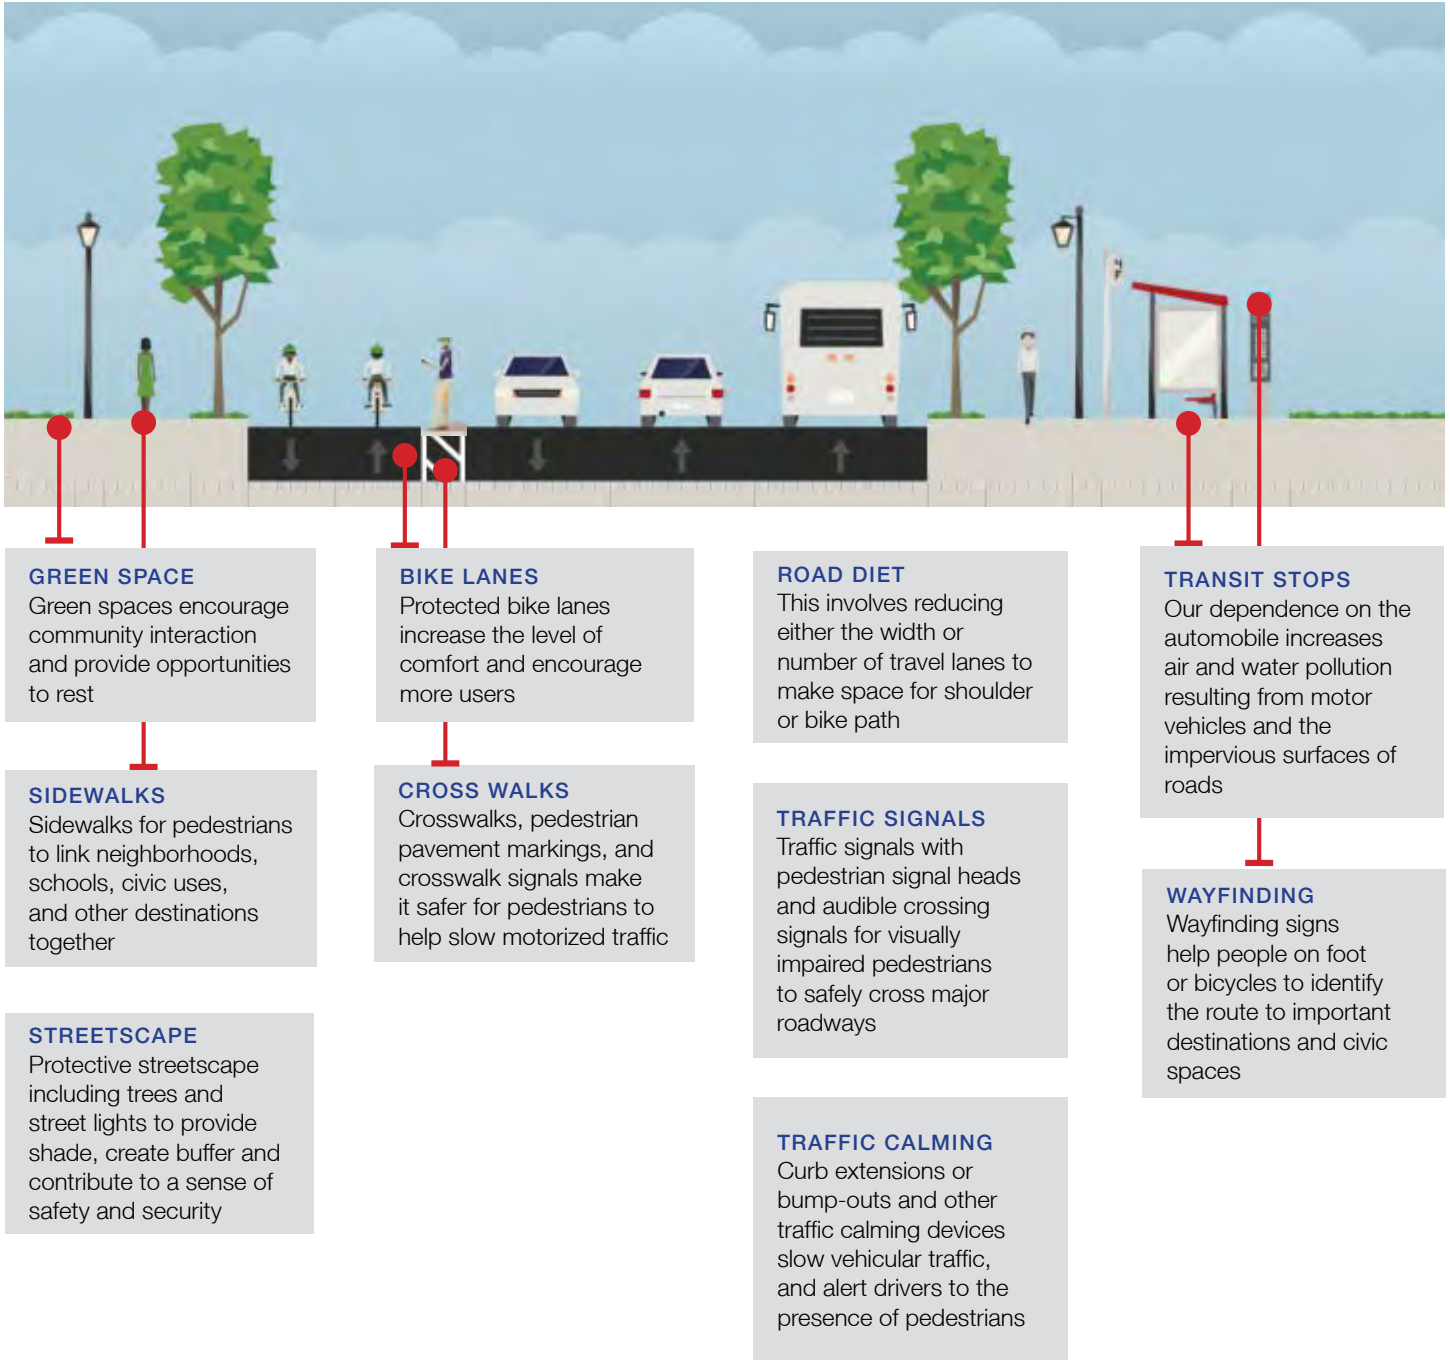 GREEN SPACE
Green spaces encourage
community interaction
and provide opportunities
to rest
SIDEWALKS
Sidewalks for pedestrians
to link neighborhoods,
schools, civic uses,
and other destinations
together
STREETSCAPE
Protective streetscape
including trees and
street lights to provide
shade, create buffer and
contribute to a sense of
safety and security
BIKE LANES
Protected bike lanes
increase the level of
comfort and encourage
more users
CROSS WALKS
Crosswalks, pedestrian
pavement markings, and
crosswalk signals make
it safer for pedestrians to
help slow motorized traffic
ROAD DIET
This involves reducing
either the width or
number of travel lanes to
make space for shoulder
or bike path
TRAFFIC SIGNALS
Traffic signals with
pedestrian signal heads
and audible crossing
signals for visually
impaired pedestrians
to safely cross major
roadways
TRAFFIC CALMING
Curb extensions or
bump-outs and other
traffic calming devices
slow vehicular traffic,
and alert drivers to the
presence of pedestrians
TRANSIT STOPS
Our dependence on the
automobile increases
air and water pollution
resulting from motor
vehicles and the
impervious surfaces of
roads
WAYFINDING
Wayfinding signs
help people on foot
or bicycles to identify
the route to important
destinations and civic
spaces